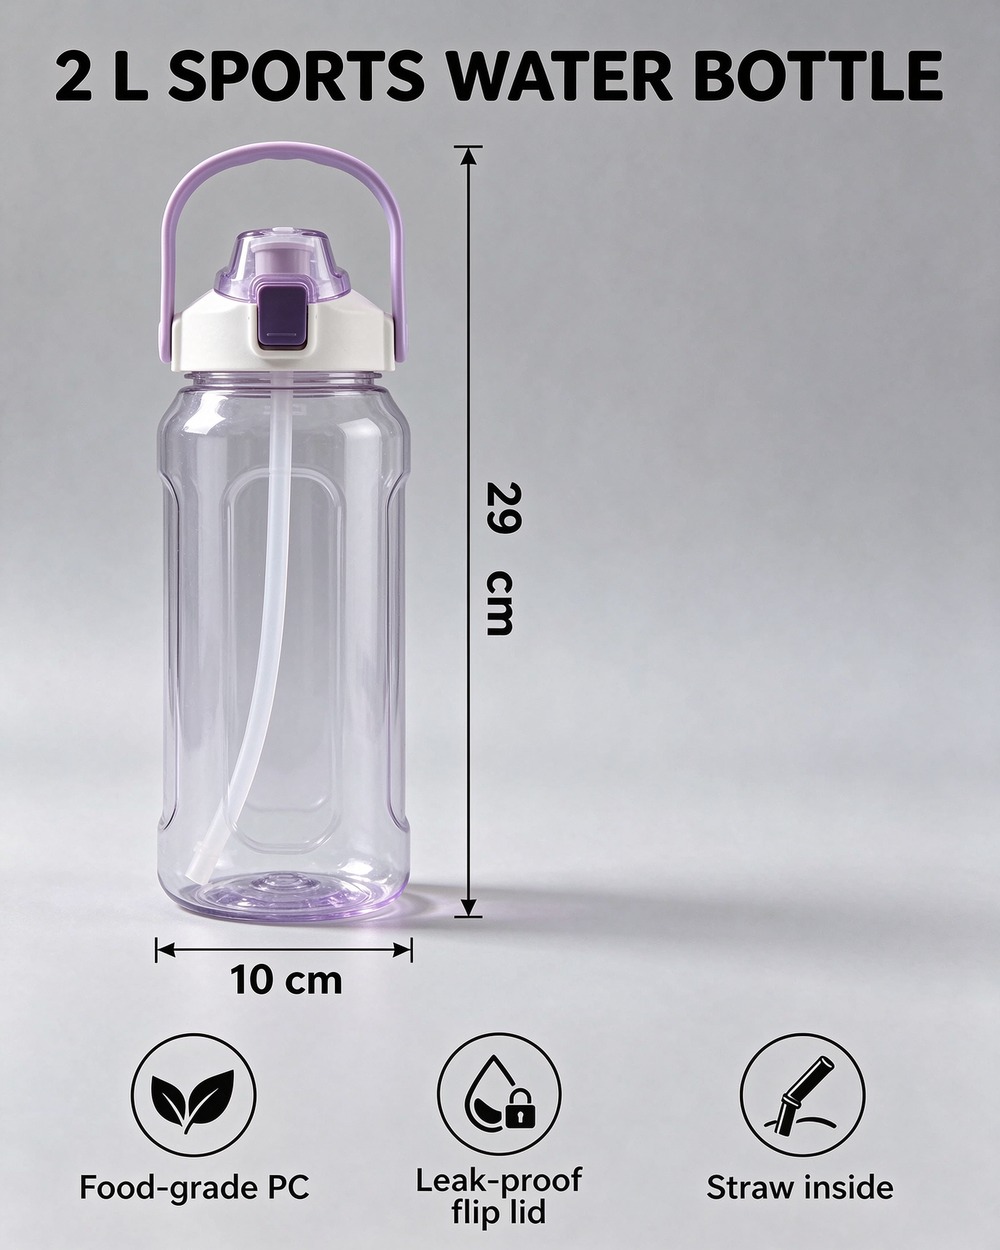 2 L SPORTS WATER BOTTLE
29 cm
10 cm
Food-grade PC
Leak-proof
flip lid
Straw inside